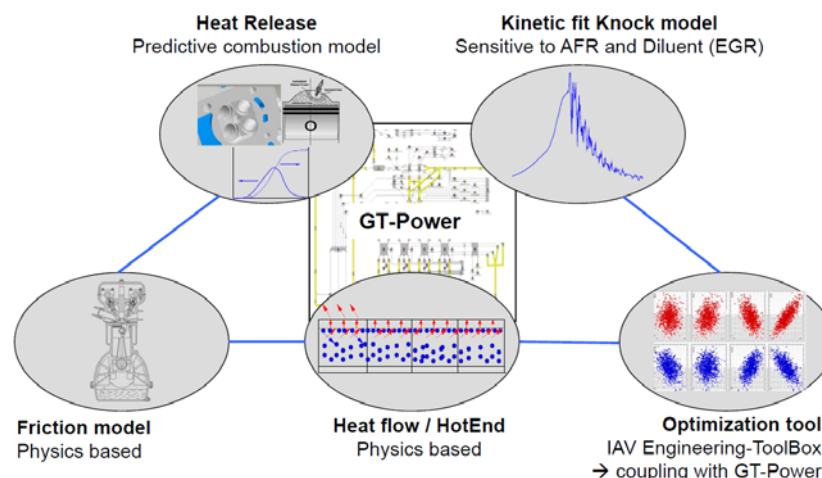 Heat Release
Predictive combustion model
Kinetic fit Knock model
Sensitive to AFR and Diluent (EGR)
GT-Power
Friction model
Physics based
Heat flow / HotEnd
Physics based
Optimization tool
IAV Engineering-ToolBox
→ coupling with GT-Power